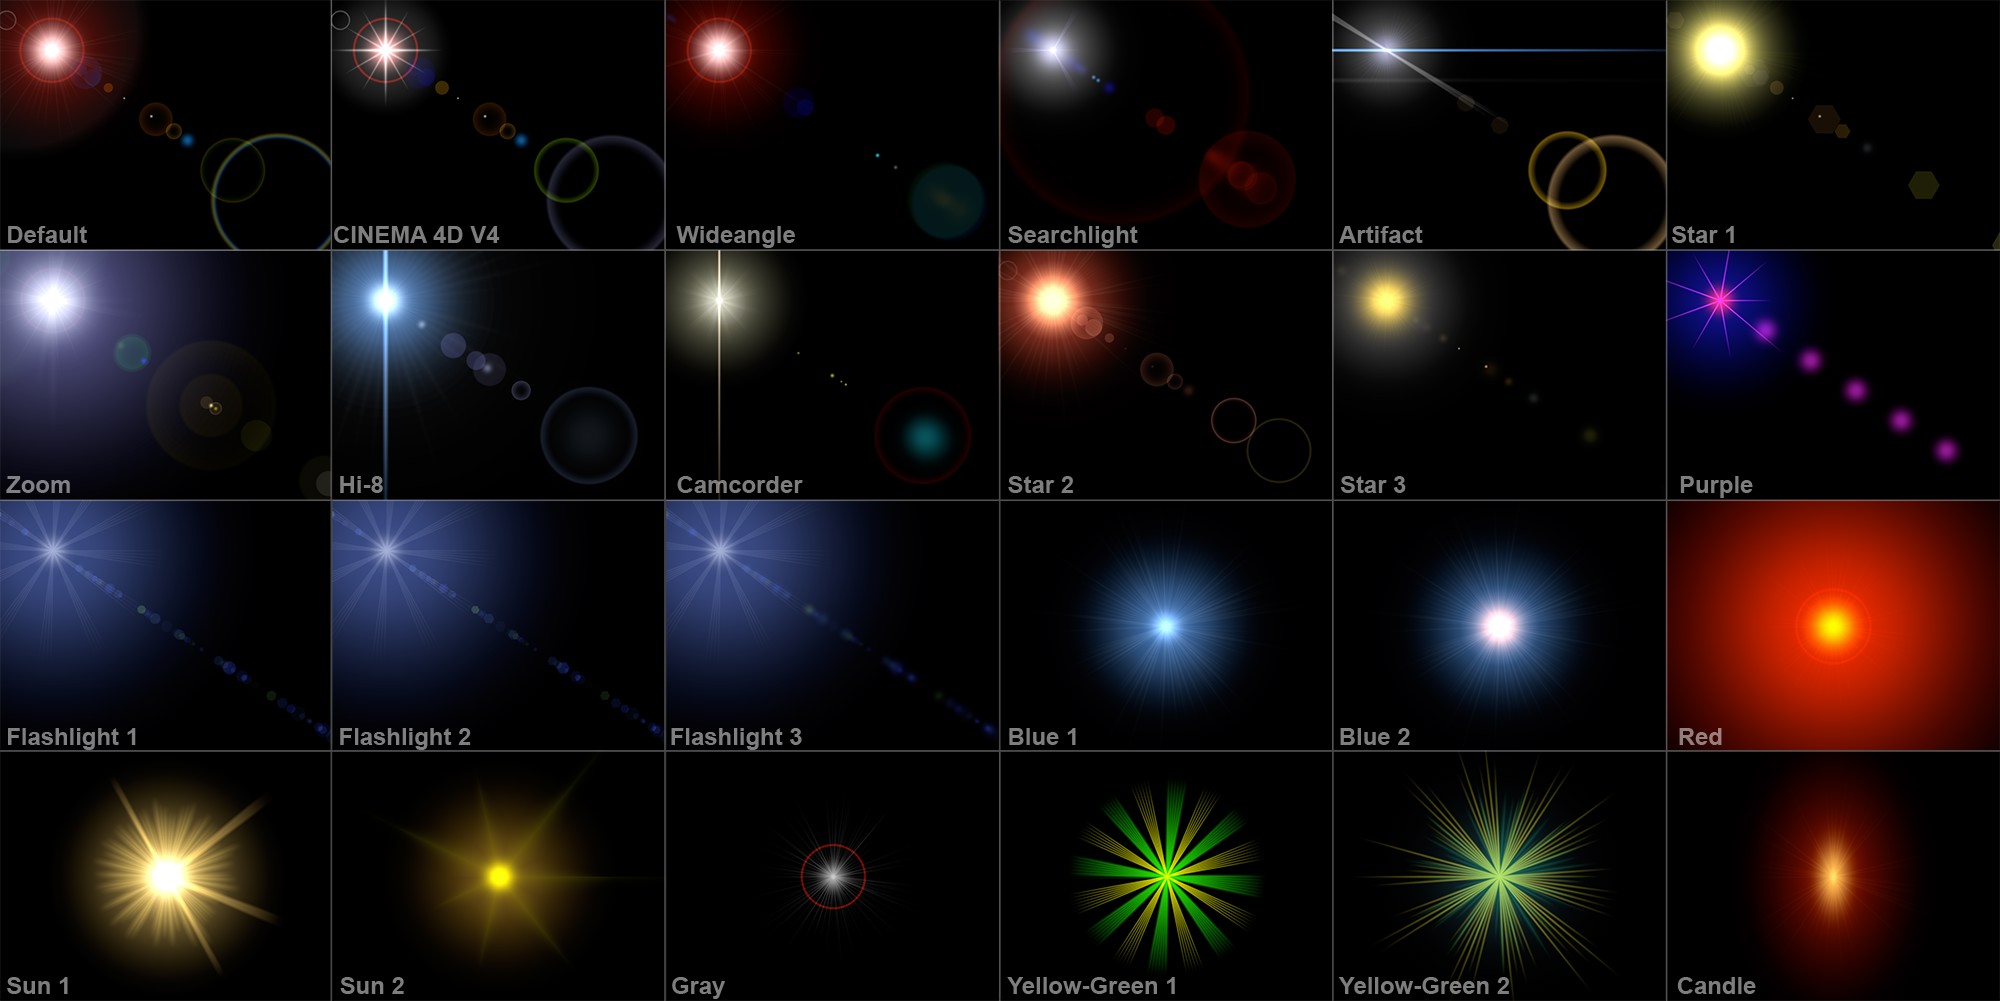 Default
CINEMA 4D V4
Wideangle
Searchlight
Artifact
Star 1
Zoom
Hi-8
Camcorder
Star 2
Star 3
Purple
Flashlight 1
Flashlight 2
Flashlight 3
Blue 1
Blue 2
Red
Sun 1
Sun 2
Gray
Yellow-Green 1
Yellow-Green 2
Candle